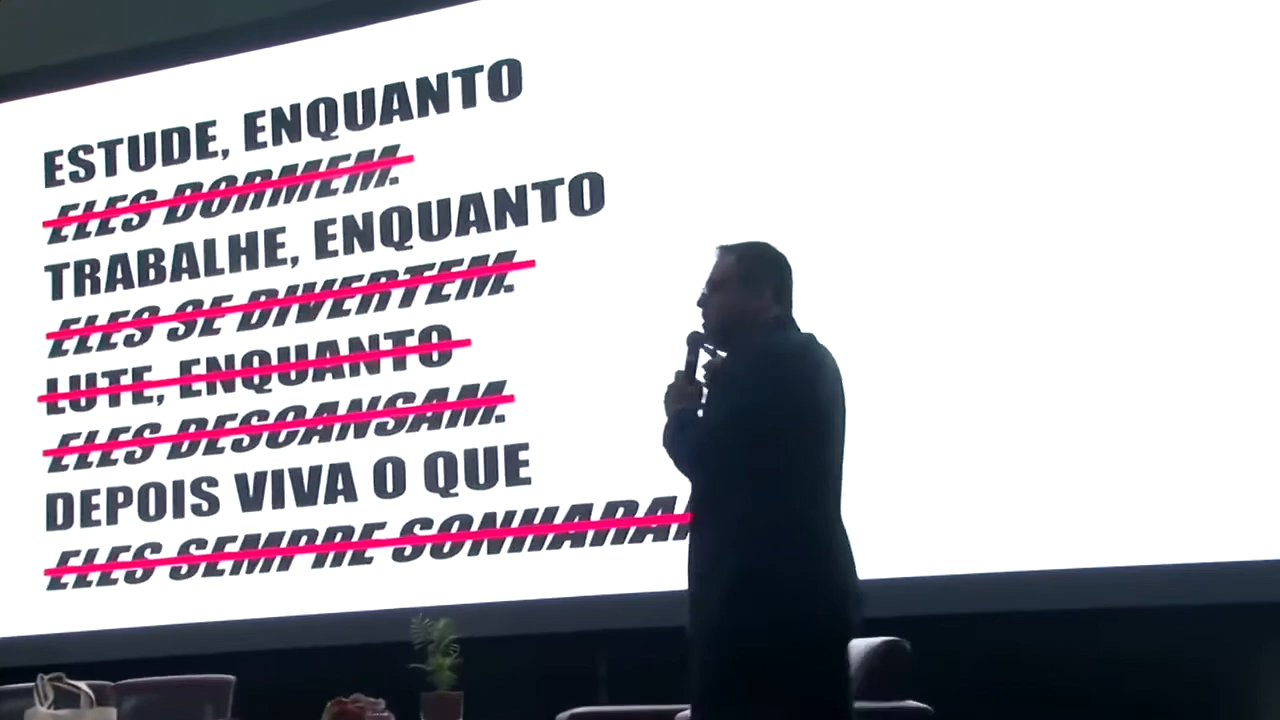 ESTUDE, ENQUANTO
ELES DORMEM.
TRABALHE, ENQUANTO
ELES SE DIVERTEM.
LUTE, ENQUANTO
ELES DESCANSAM.
DEPOIS VIVA O QUE
ELES SEMPRE